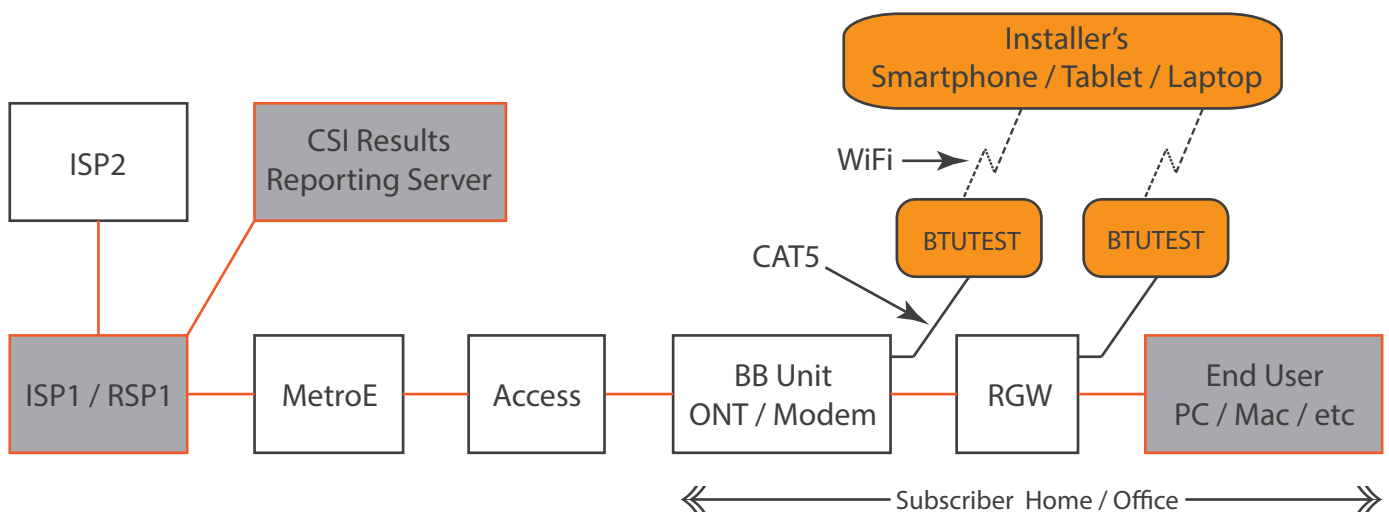 Installer's
Smartphone / Tablet / Laptop
ISP2
CSI Results
Reporting Server
WiFi
BTUTEST
BTUTEST
CAT5
ISP1 / RSP1
MetroE
Access
BB Unit
ONT / Modem
RGW
End User
PC / Mac / etc
Subscriber Home / Office